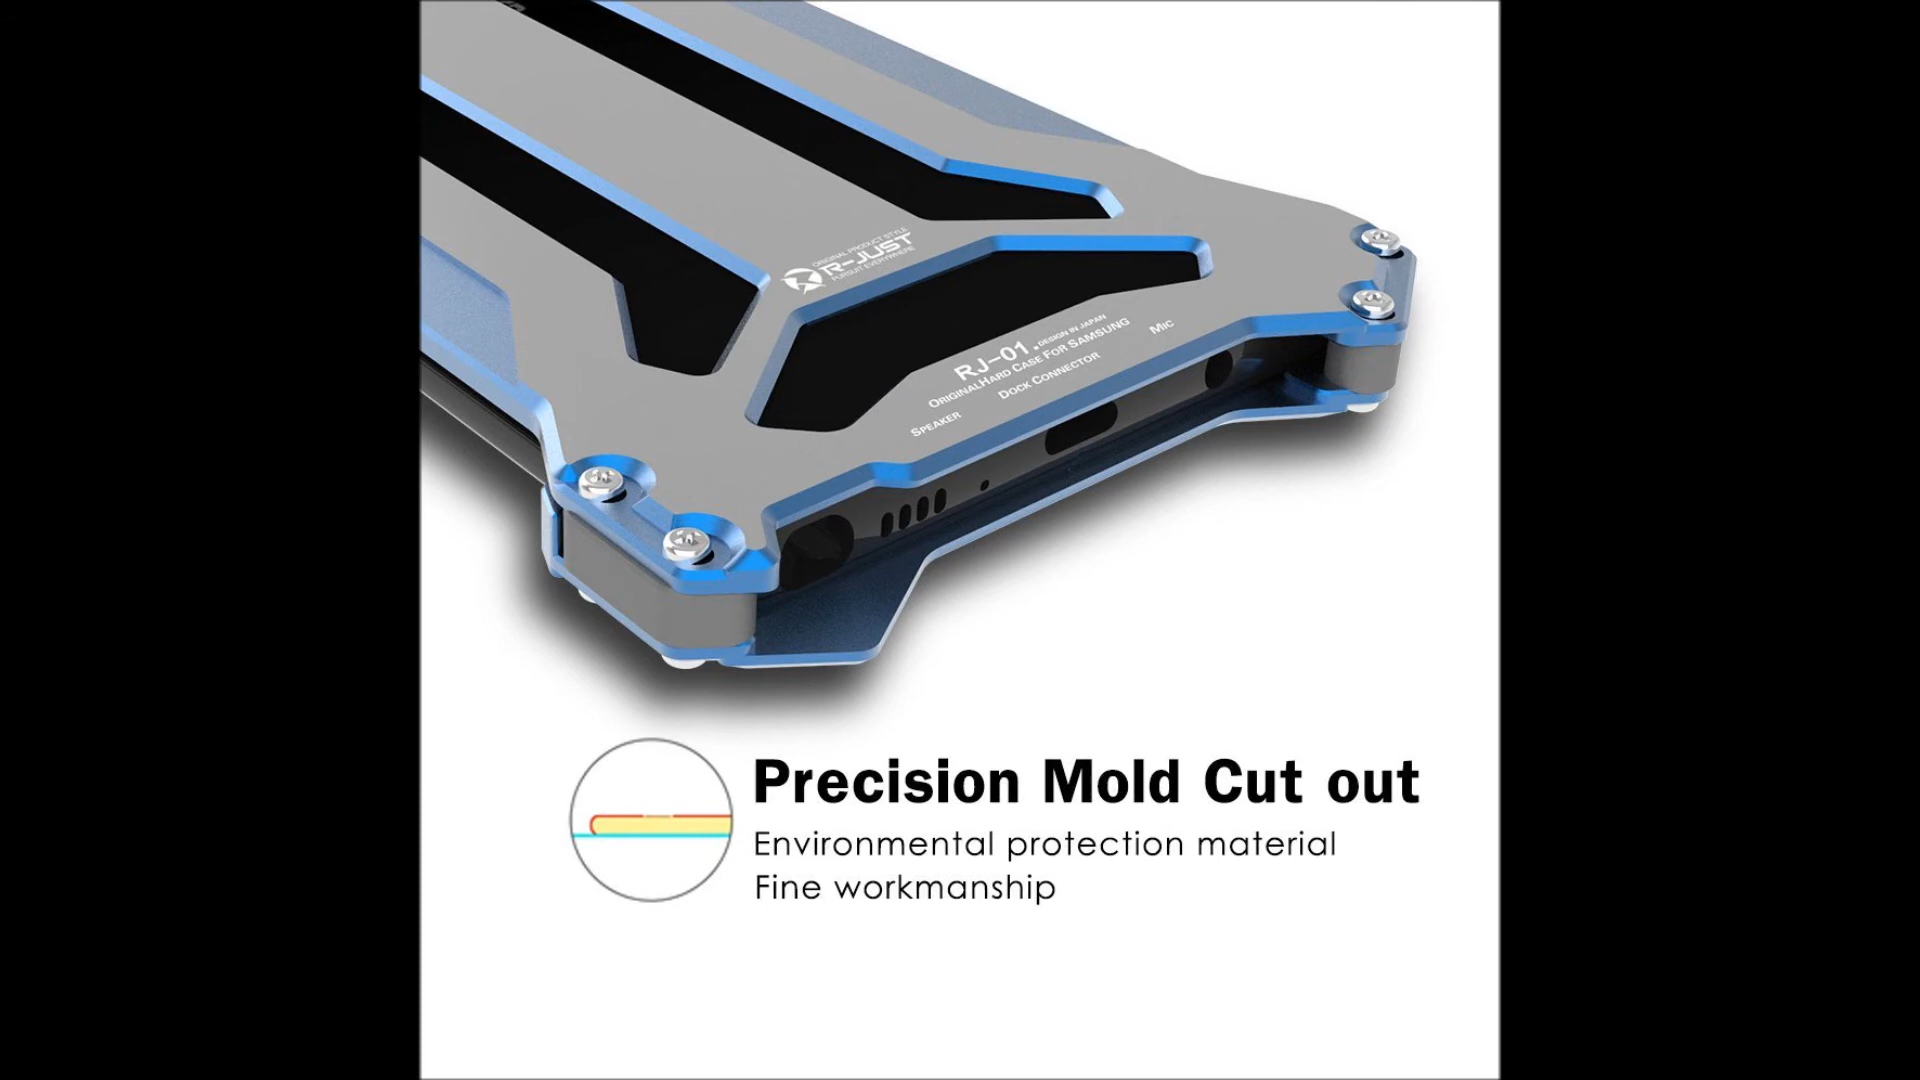 ORIGINAL PRODUCT STYLE
R-JUST
PURSUIT EVERYWHERE
RJ-01.DESIGN IN JAPAN
ORIGINALHARD CASE FOR SAMSUNG
SPEAKER DOCK CONNECTOR MIC
Precision Mold Cut out
Environmental protection material
Fine workmanship